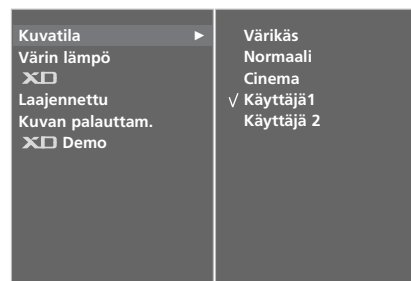 Kuvatila
Värin lämpö
XD
Laajennettu
Kuvan palauttam.
XD Demo
Värikäs
Normaali
Cinema
√ Käyttäjä1
Käyttäjä 2